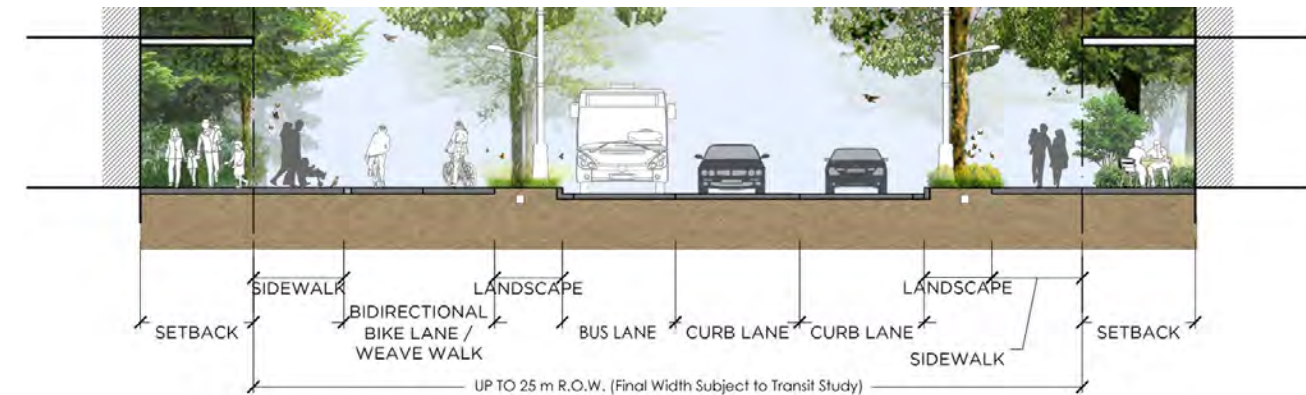 SIDEWALK
LANDSCAPE
LANDSCAPE
SETBACK
BIDIRECTIONAL
BIKE LANE /
WEAVE WALK
BUS LANE
CURB LANE
CURB LANE
SIDEWALK
SETBACK
UP TO 25 m R.O.W. (Final Width Subject to Transit Study)